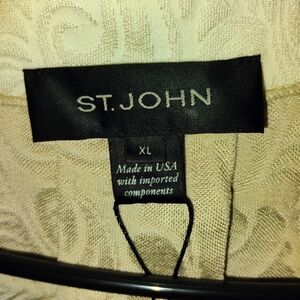 ST. JOHN
XL
Made in USA
with imported
components